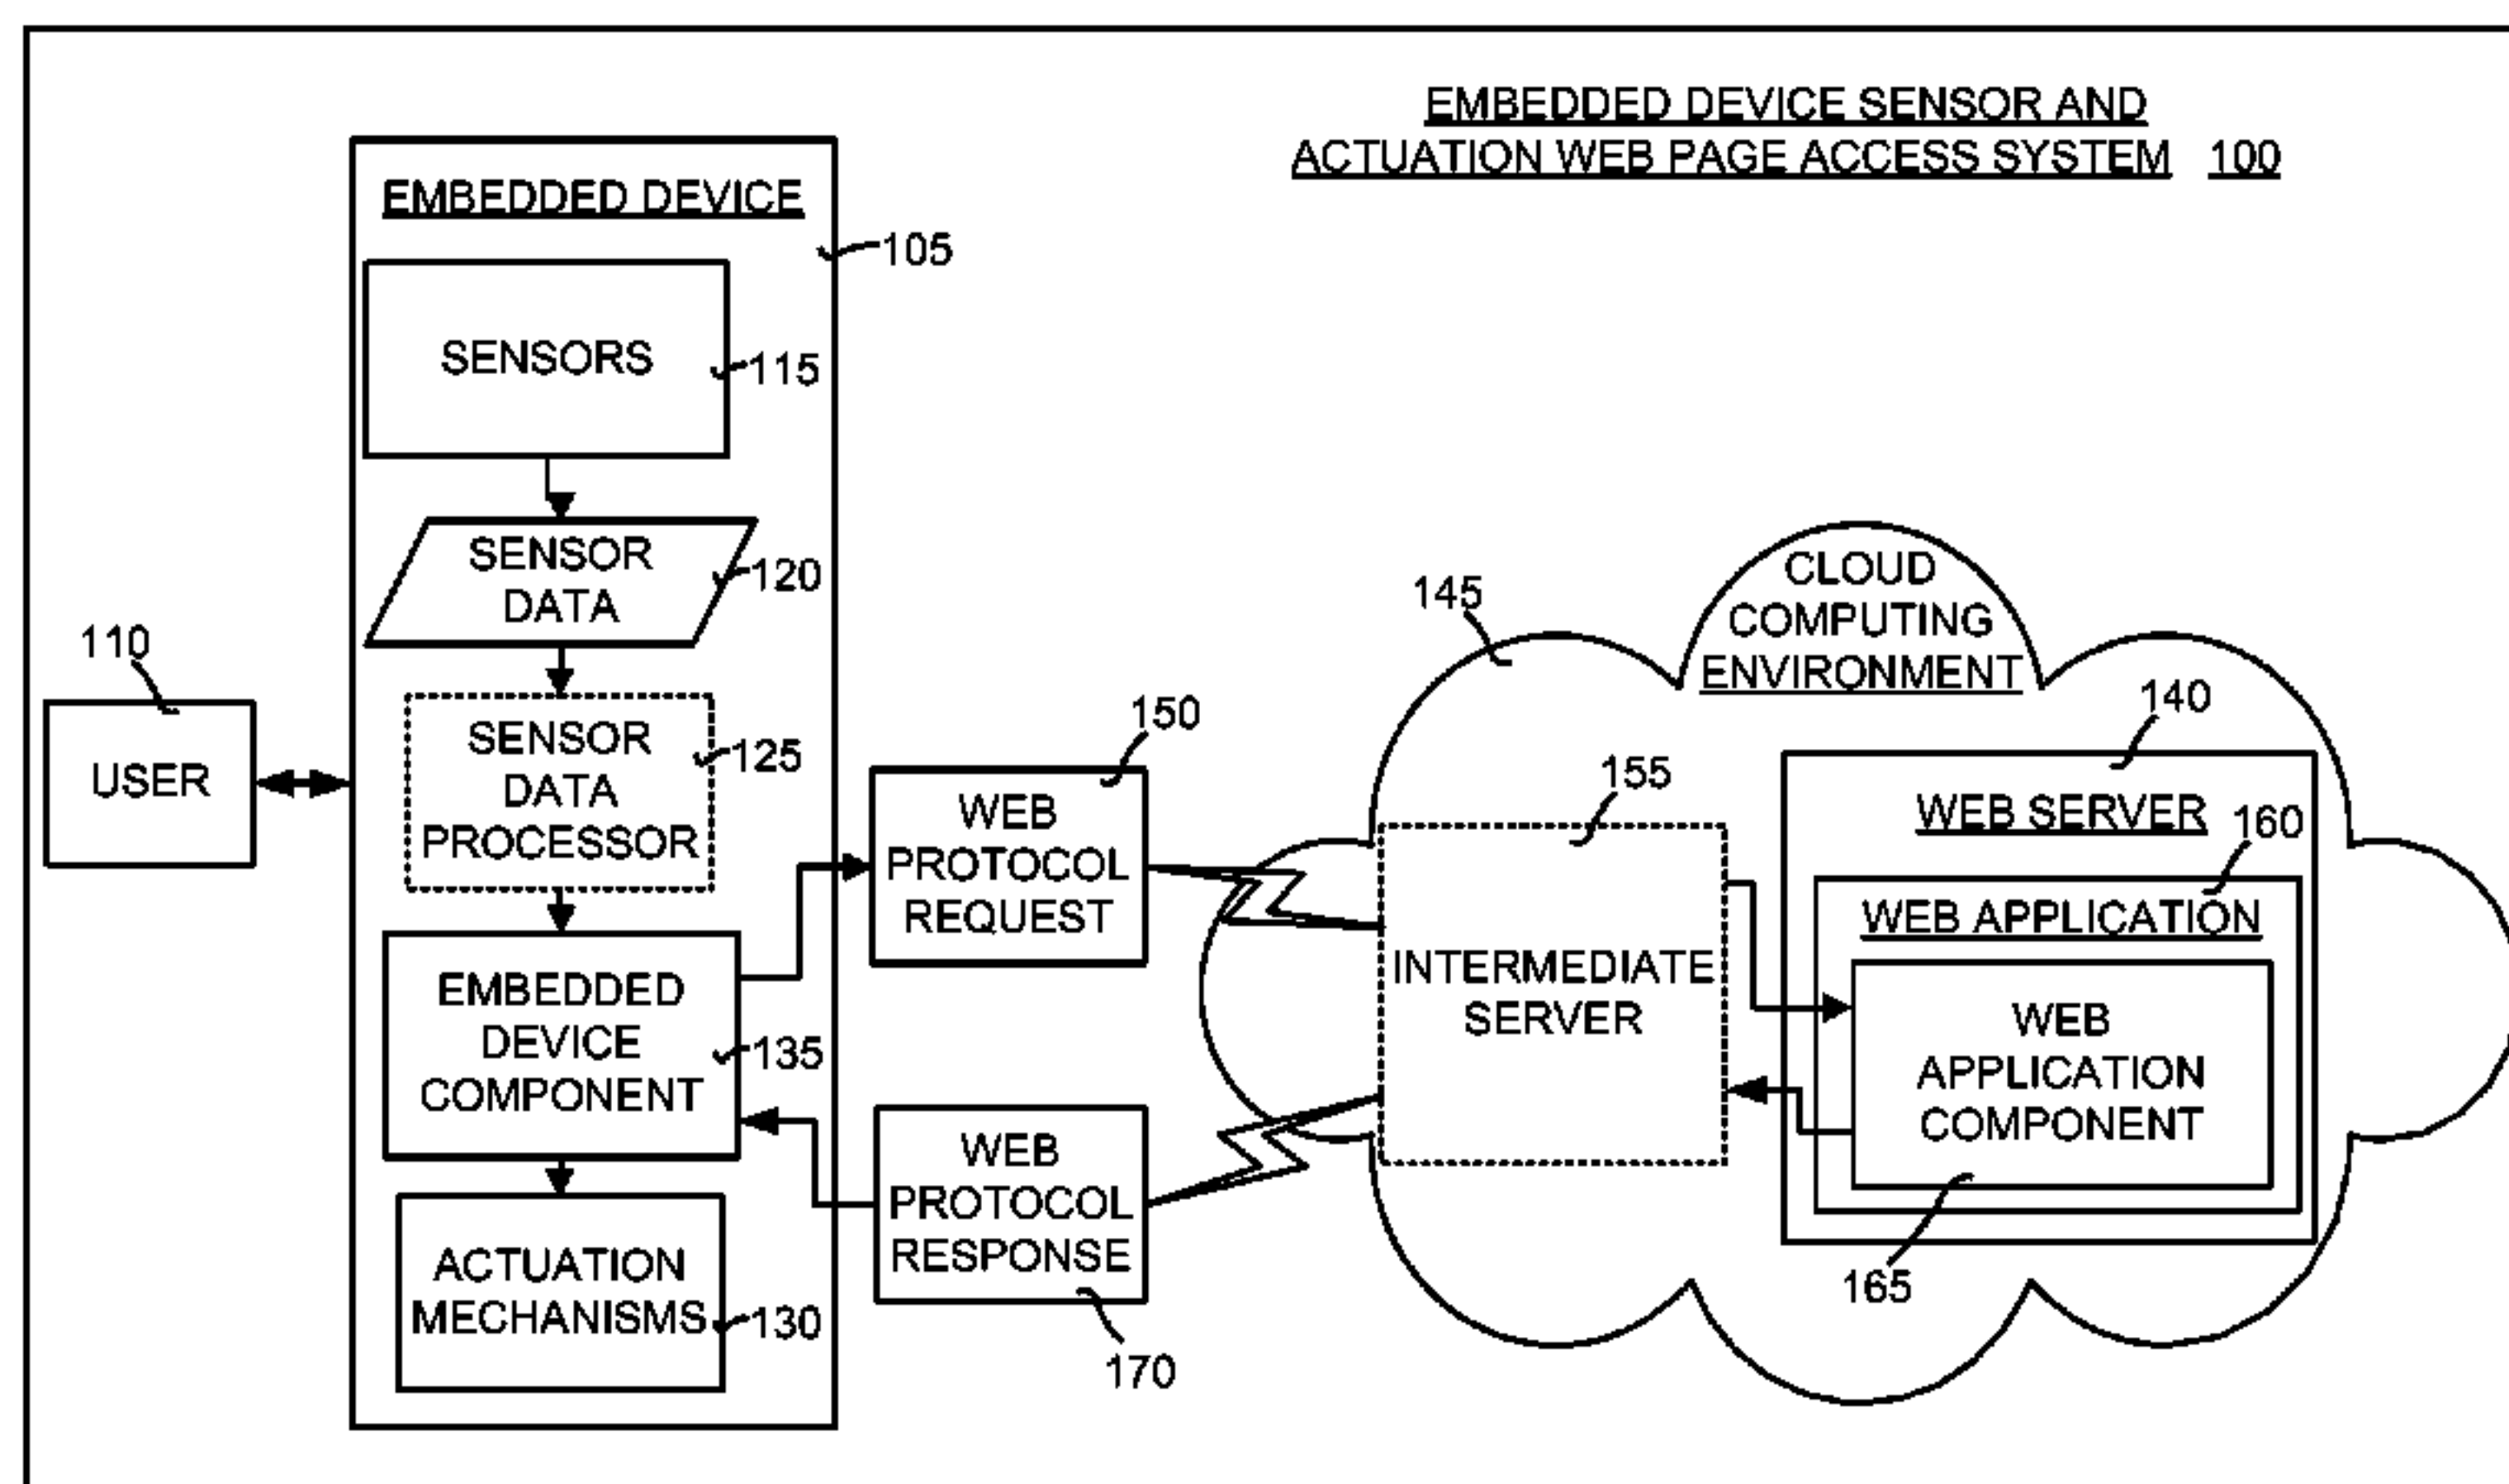 EMBEDDED DEVICE SENSOR AND
ACTUATION WEB PAGE ACCESS SYSTEM 100
EMBEDDED DEVICE
105
SENSORS
115
SENSOR
DATA
120
110
USER
SENSOR
DATA
PROCESSOR
125
EMBEDDED
DEVICE
COMPONENT
135
ACTUATION
MECHANISMS
130
150
WEB
PROTOCOL
REQUEST
WEB
PROTOCOL
RESPONSE
170
145
CLOUD
COMPUTING
ENVIRONMENT
155
INTERMEDIATE
SERVER
140
WEB SERVER
160
WEB APPLICATION
WEB
APPLICATION
COMPONENT
165